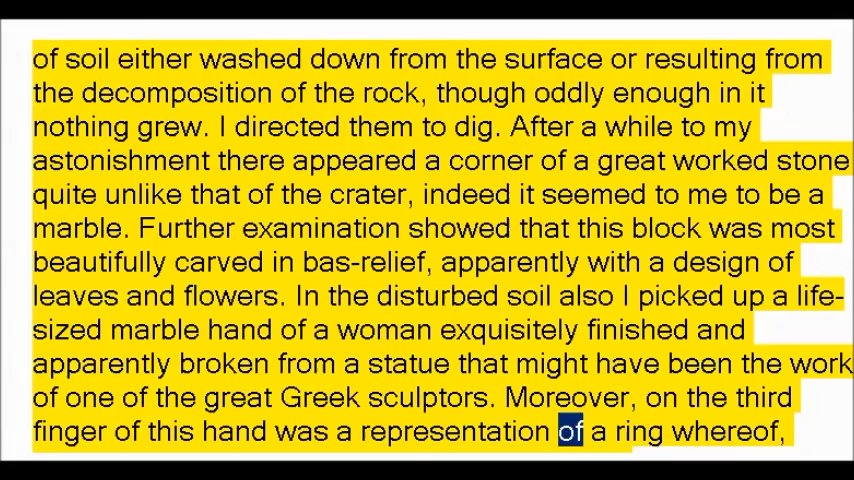 of soil either washed down from the surface or resulting from
the decomposition of the rock, though oddly enough in it
nothing grew. I directed them to dig. After a while to my
astonishment there appeared a corner of a great worked stone
quite unlike that of the crater, indeed it seemed to me to be a
marble. Further examination showed that this block was most
beautifully carved in bas-relief, apparently with a design of
leaves and flowers. In the disturbed soil also I picked up a life-
sized marble hand of a woman exquisitely finished and
apparently broken from a statue that might have been the work
of one of the great Greek sculptors. Moreover, on the third
finger of this hand was a representation of a ring whereof,